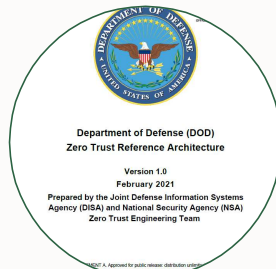 DEPARTMENT OF DEFENSE
UNITED STATES OF AMERICA
Department of Defense (DOD)
Zero Trust Reference Architecture
Version 1.0
February 2021
Prepared by the Joint Defense Information Systems
Agency (DISA) and National Security Agency (NSA)
Zero Trust Engineering Team
MENT A. Approved for public release: distribution